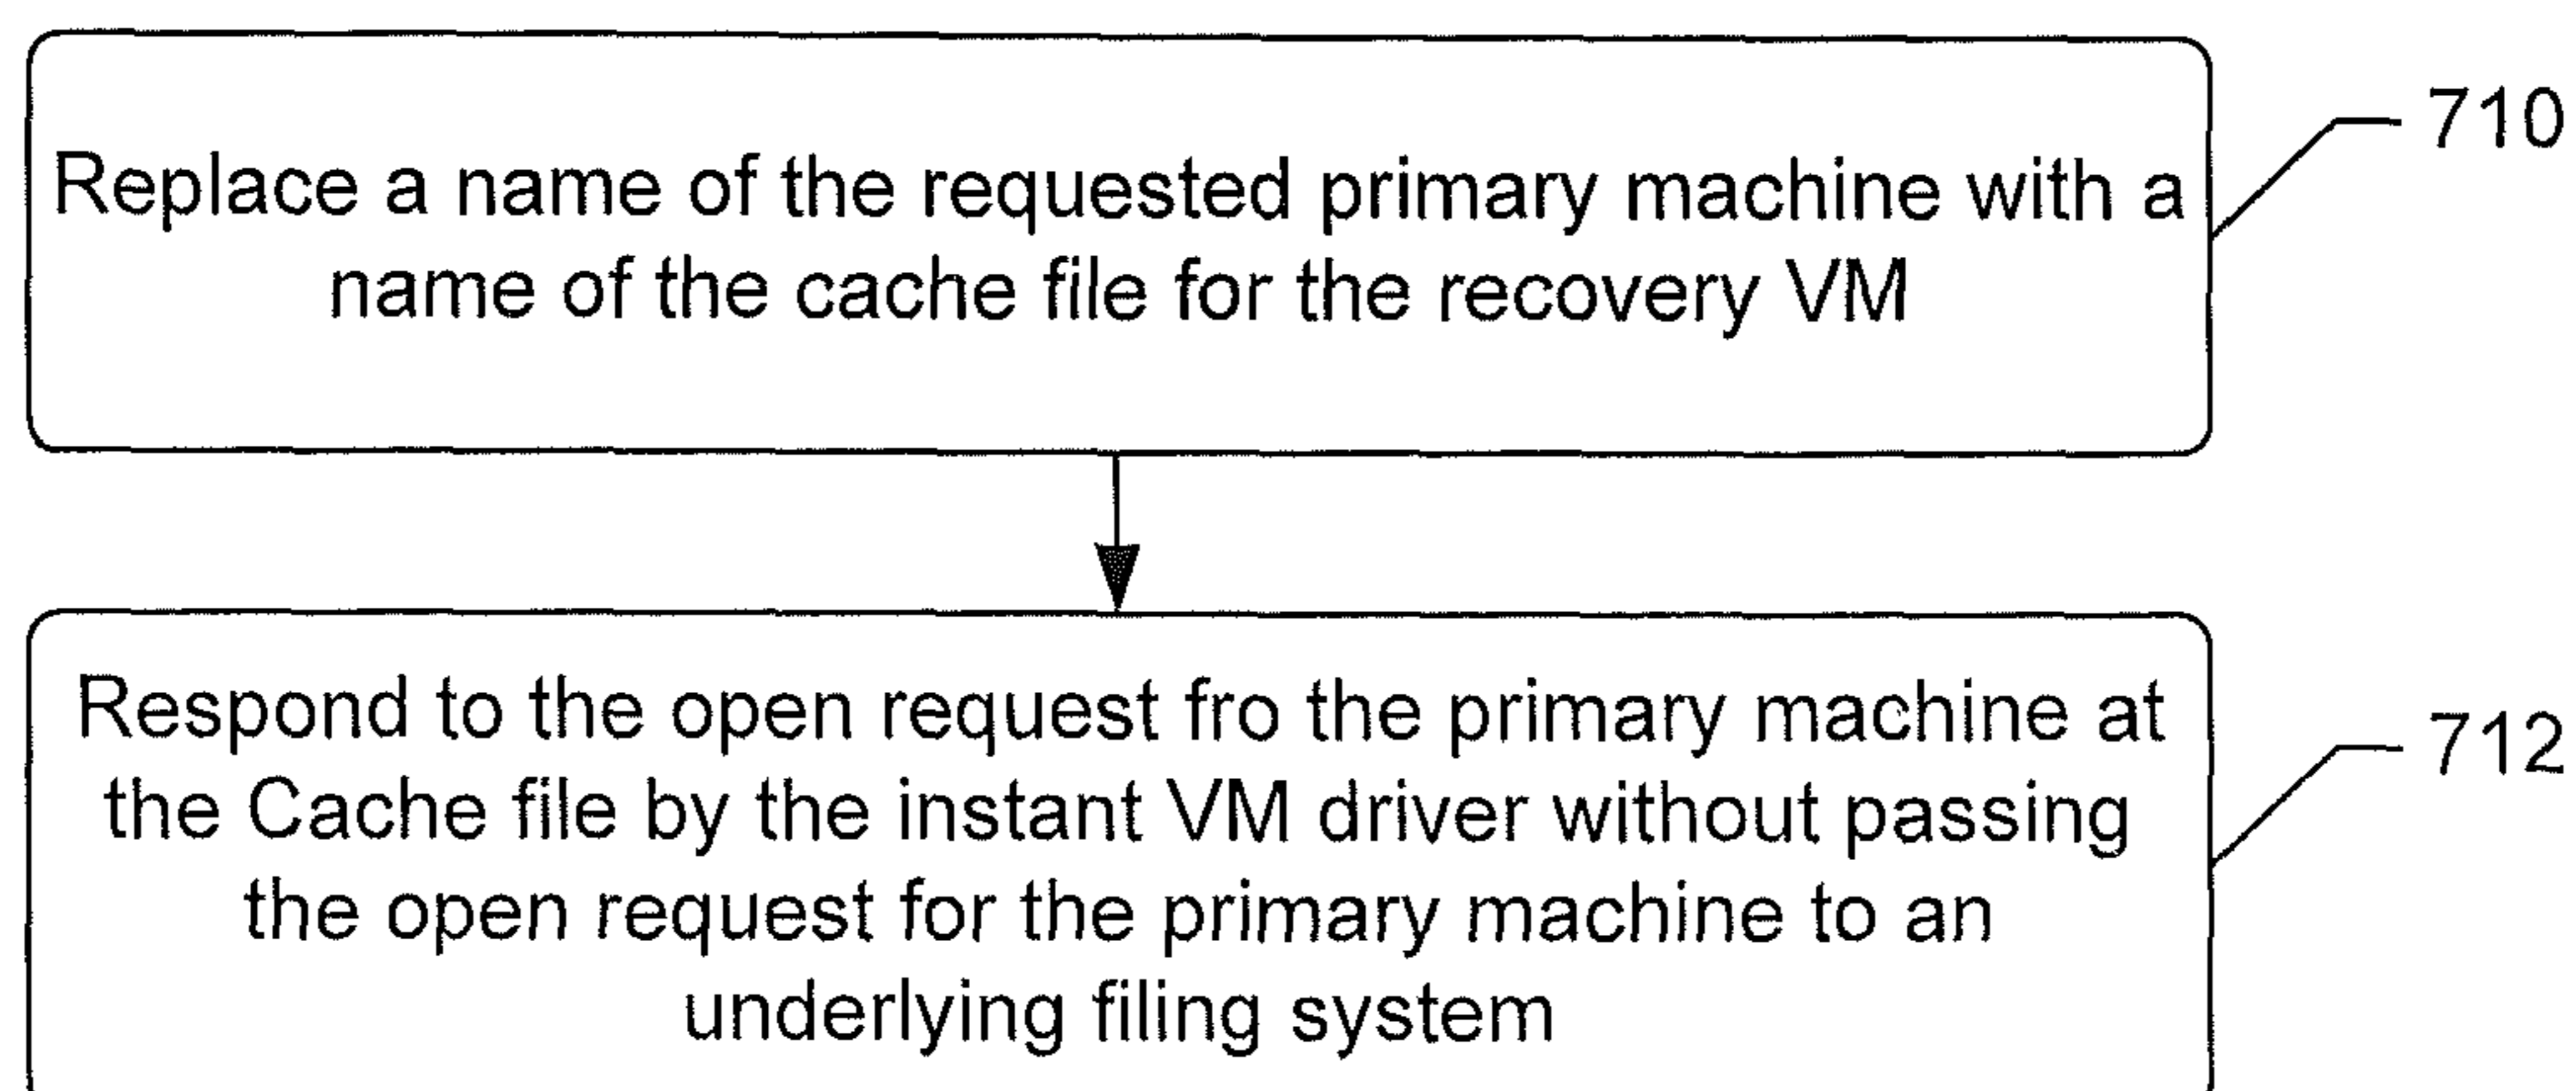 Replace a name of the requested primary machine with a
name of the cache file for the recovery VM
710
Respond to the open request fro the primary machine at
the Cache file by the instant VM driver without passing
the open request for the primary machine to an
underlying filing system
712